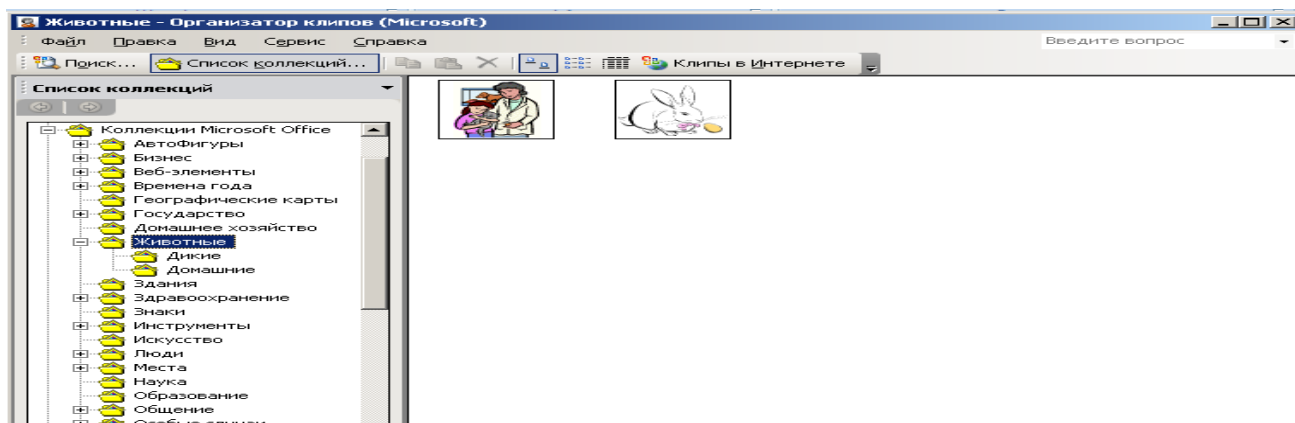 Животные - Организатор клипов (Microsoft)
Файл Правка Вид Сервис Справка
Введите вопрос
Поиск... Список коллекций... Клипы в Интернете
Список коллекций
Коллекции Microsoft Office
АвтоФигуры
Бизнес
Веб-элементы
Времена года
Географические карты
Государство
Домашнее хозяйство
Животные
Дикие
Домашние
Здания
Здравоохранение
Знаки
Инструменты
Искусство
Люди
Места
Наука
Образование
Общение